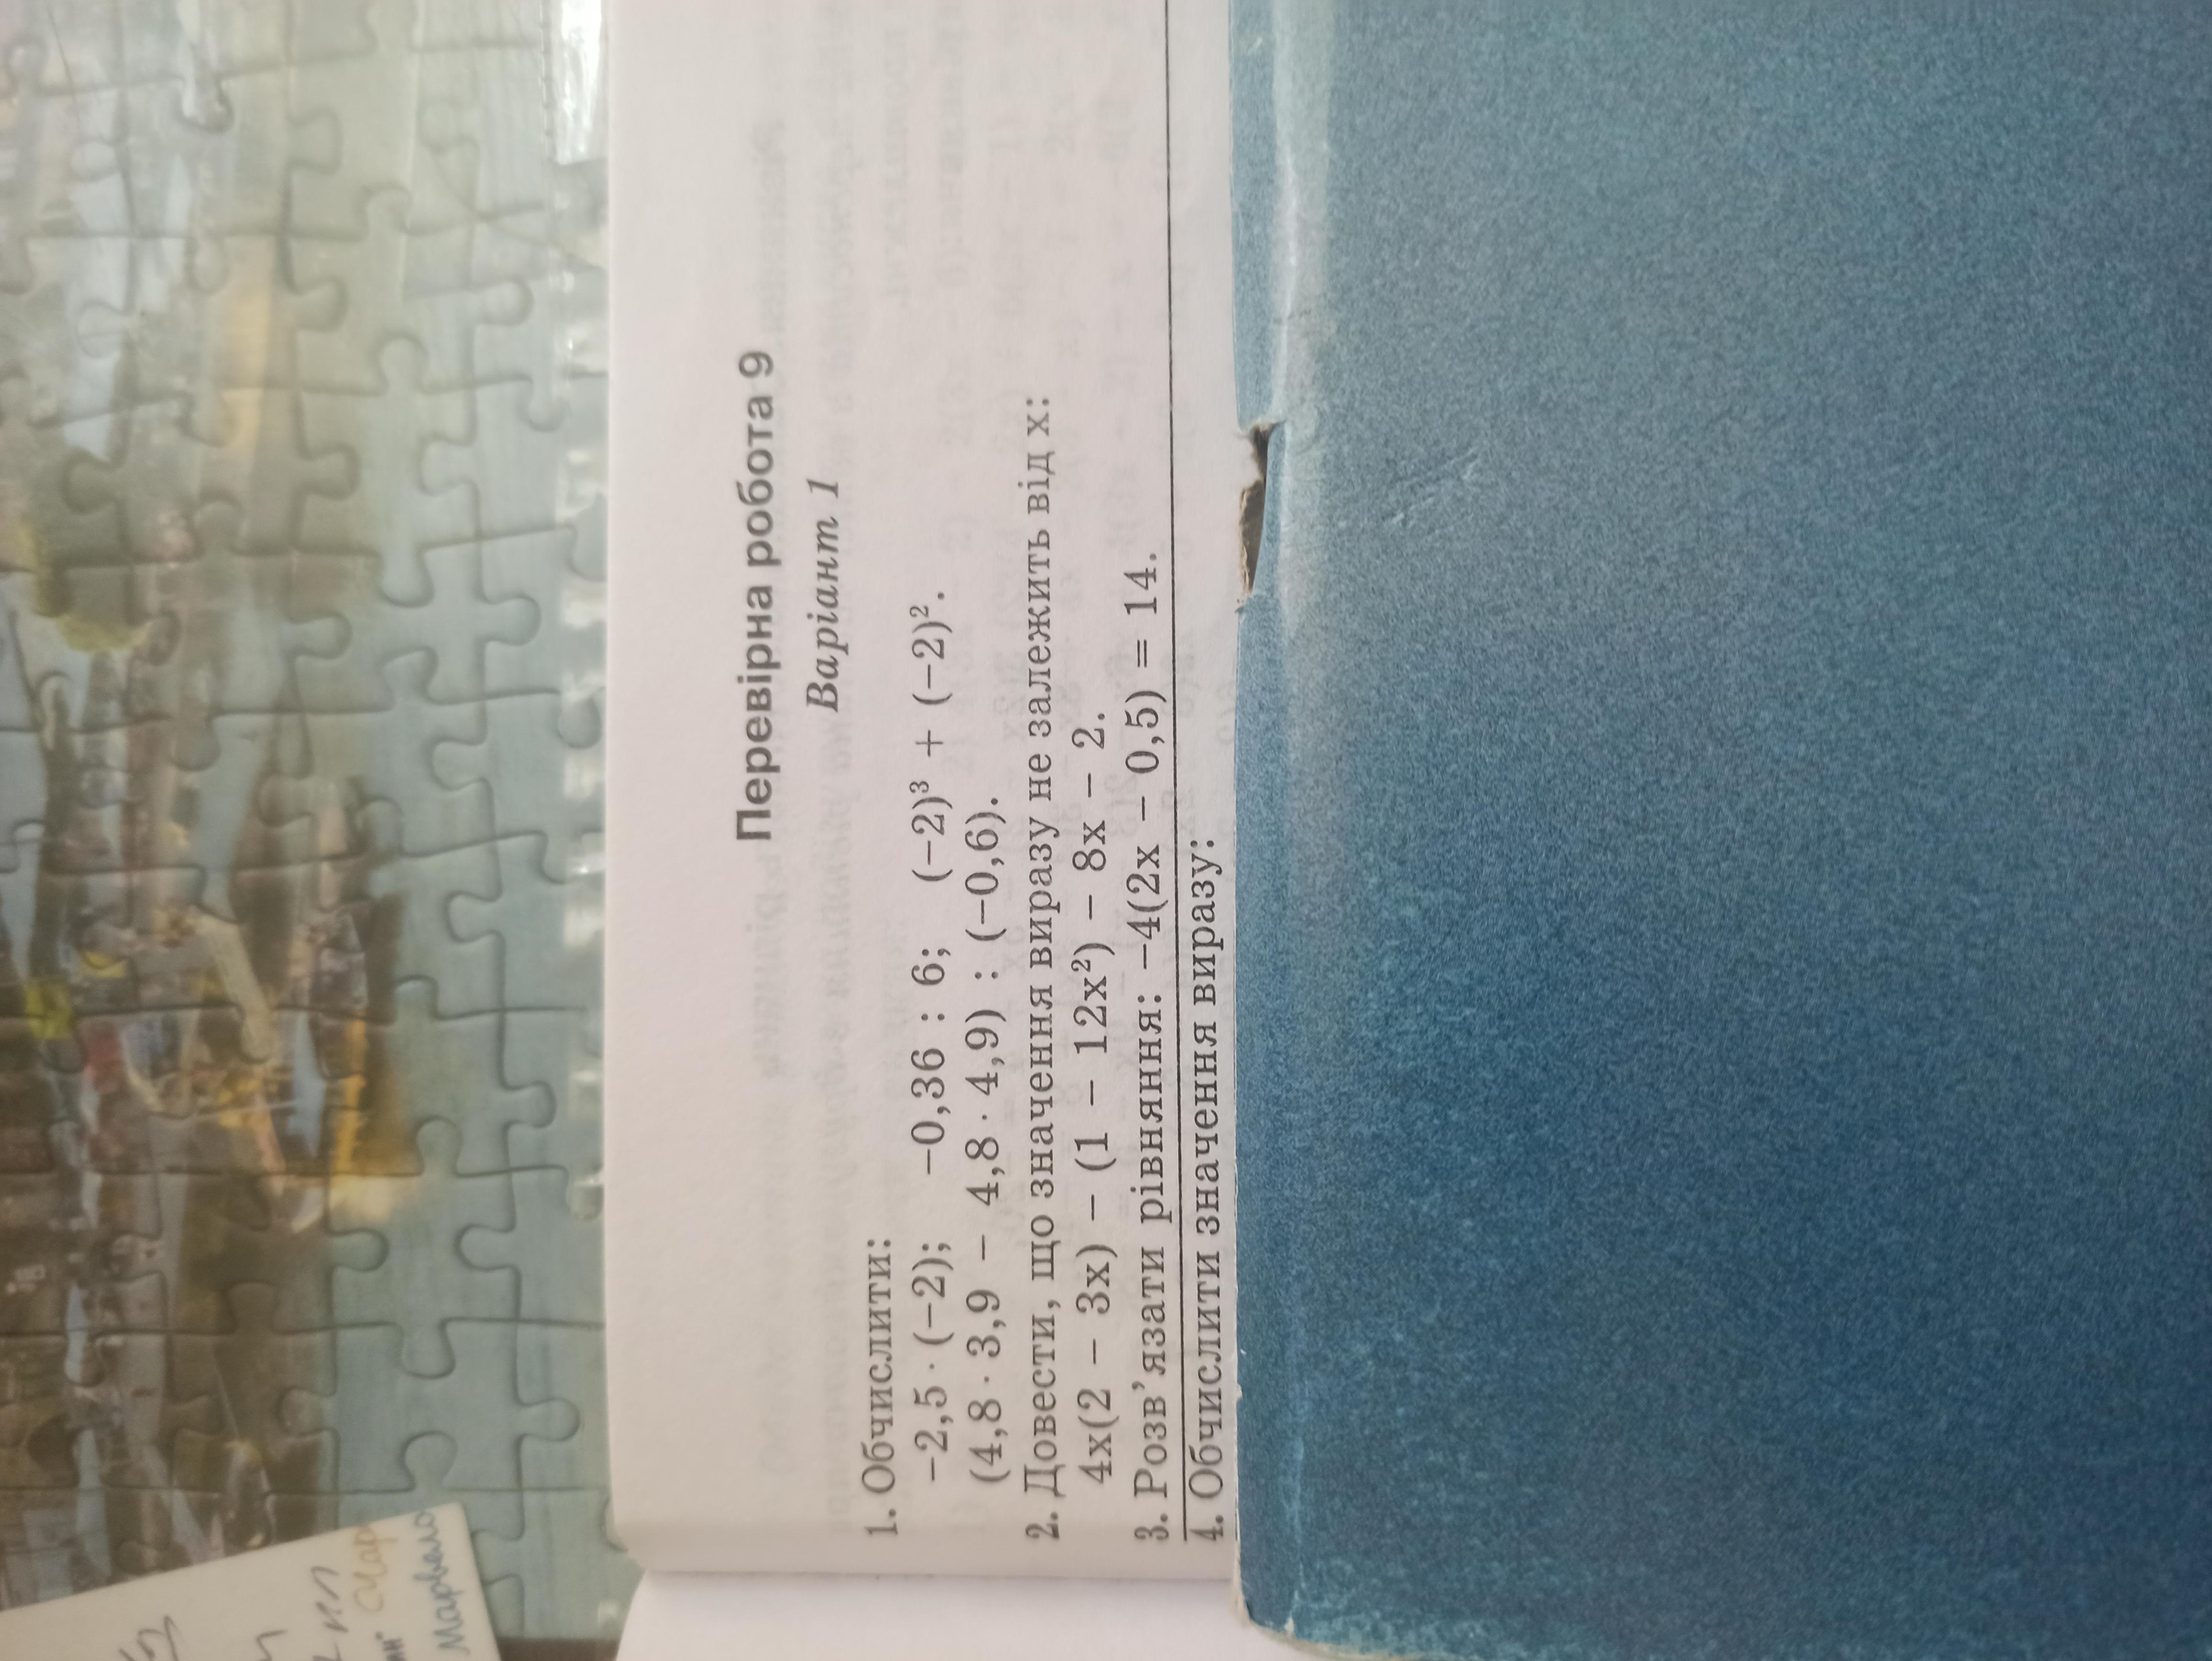 Перевірна робота 9
Варіант 1
1. Обчислити:
−2,5 · (−2); −0,36 : 6; (−2)³ + (−2)².
(4,8 · 3,9 − 4,8 · 4,9) : (−0,6).
2. Довести, що значення виразу не залежить від x:
4x(2 − 3x) − (1 − 12x²) − 8x − 2.
3. Розв’язати рівняння: −4(2x − 0,5) = 14.
4. Обчислити значення виразу: